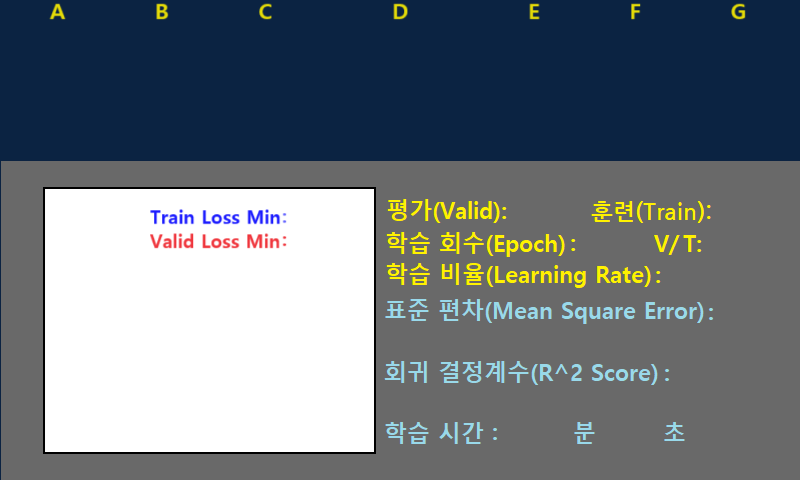 A B C D E F G
Train Loss Min:
Valid Loss Min:
평가(Valid): 훈련(Train):
학습 회수(Epoch): V/T:
학습 비율(Learning Rate):
표준 편차(Mean Square Error):
회귀 결정계수(R^2 Score):
학습 시간 : 분 초